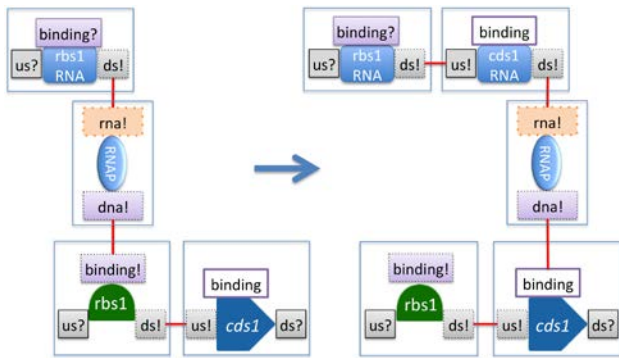 binding?
us?
rbs1
RNA
ds!
rna!
RNAP
dna!
binding!
us?
rbs1
ds!
binding
us!
cds1
ds?
binding?
us?
rbs1
RNA
ds!
binding
us!
cds1
RNA
ds!
rna!
RNAP
dna!
binding!
us?
rbs1
ds!
binding
us!
cds1
ds?